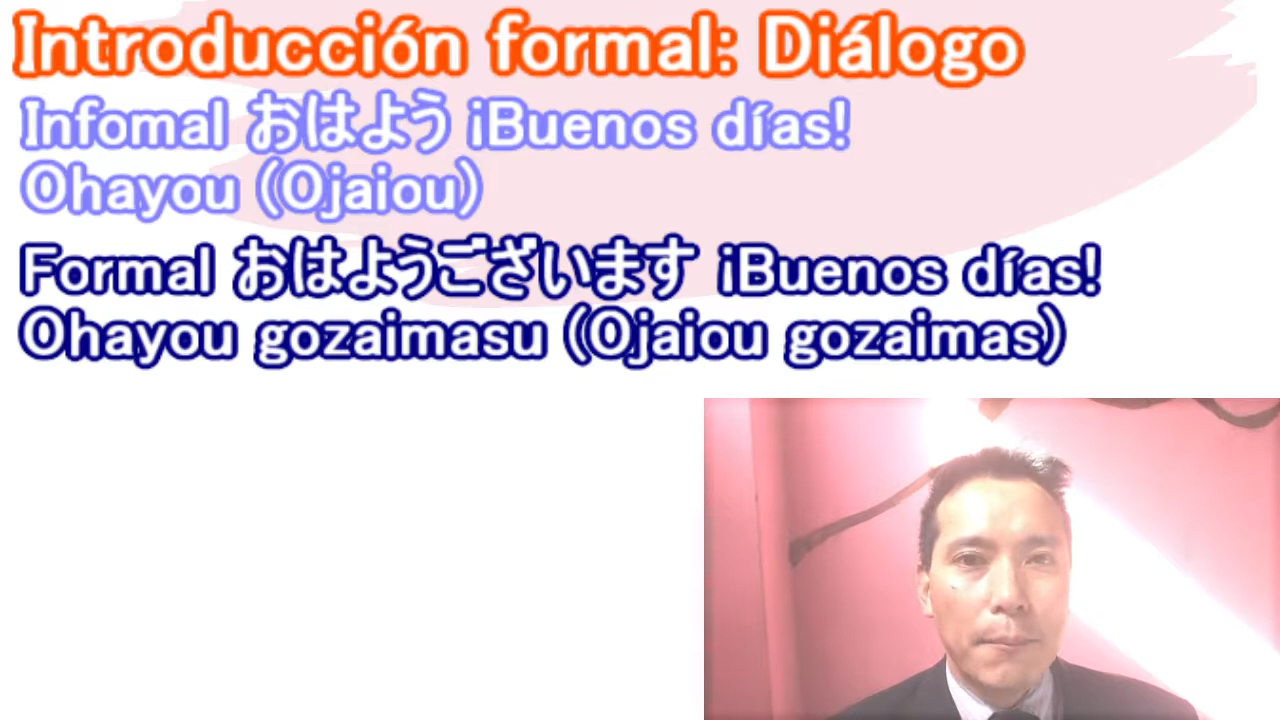 Introducción formal: Diálogo
Infomal おはよう ¡Buenos días!
Ohayou (Ojaiou)
Formal おはようございます ¡Buenos días!
Ohayou gozaimasu (Ojaiou gozaimas)